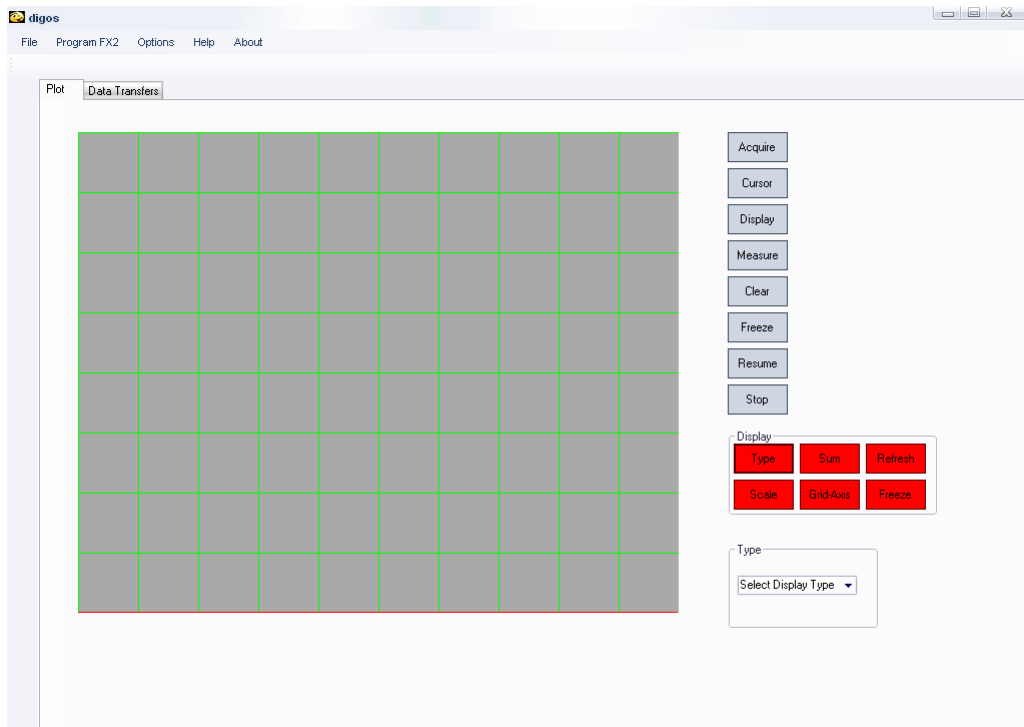 digos
File Program FX2 Options Help About
Plot Data Transfers
Acquire
Cursor
Display
Measure
Clear
Freeze
Resume
Stop
Display
Type Sum Refresh
Scale Grid-Axis Freeze
Type
Select Display Type